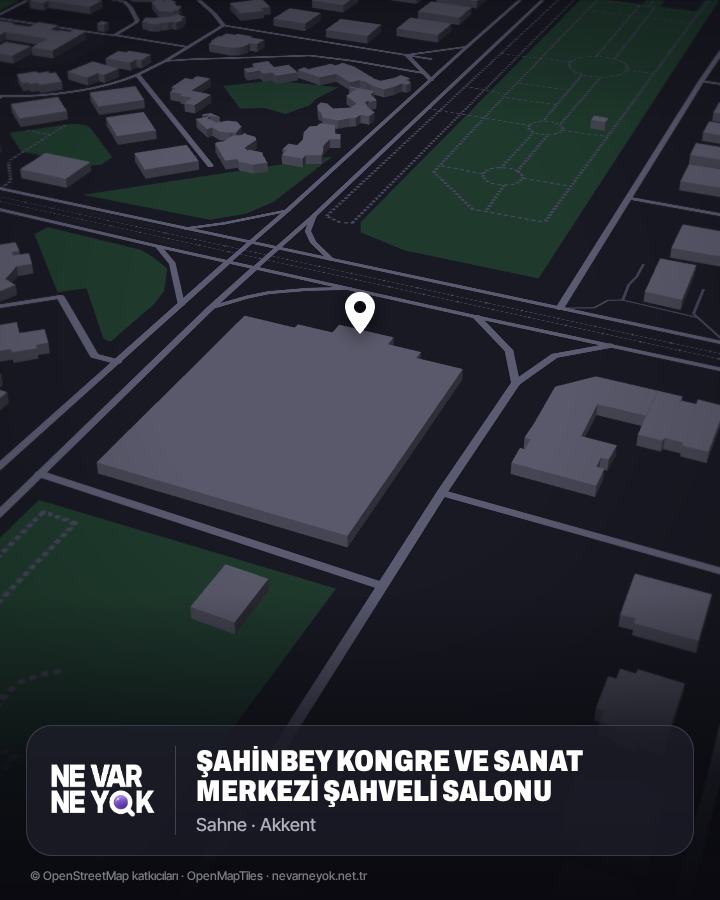 NE VAR
NE YOK
ŞAHİNBEY KONGRE VE SANAT
MERKEZİ ŞAHVELİ SALONU
Sahne · Akkent
© OpenStreetMap katkıcıları · OpenMapTiles · nevarneyok.net.tr